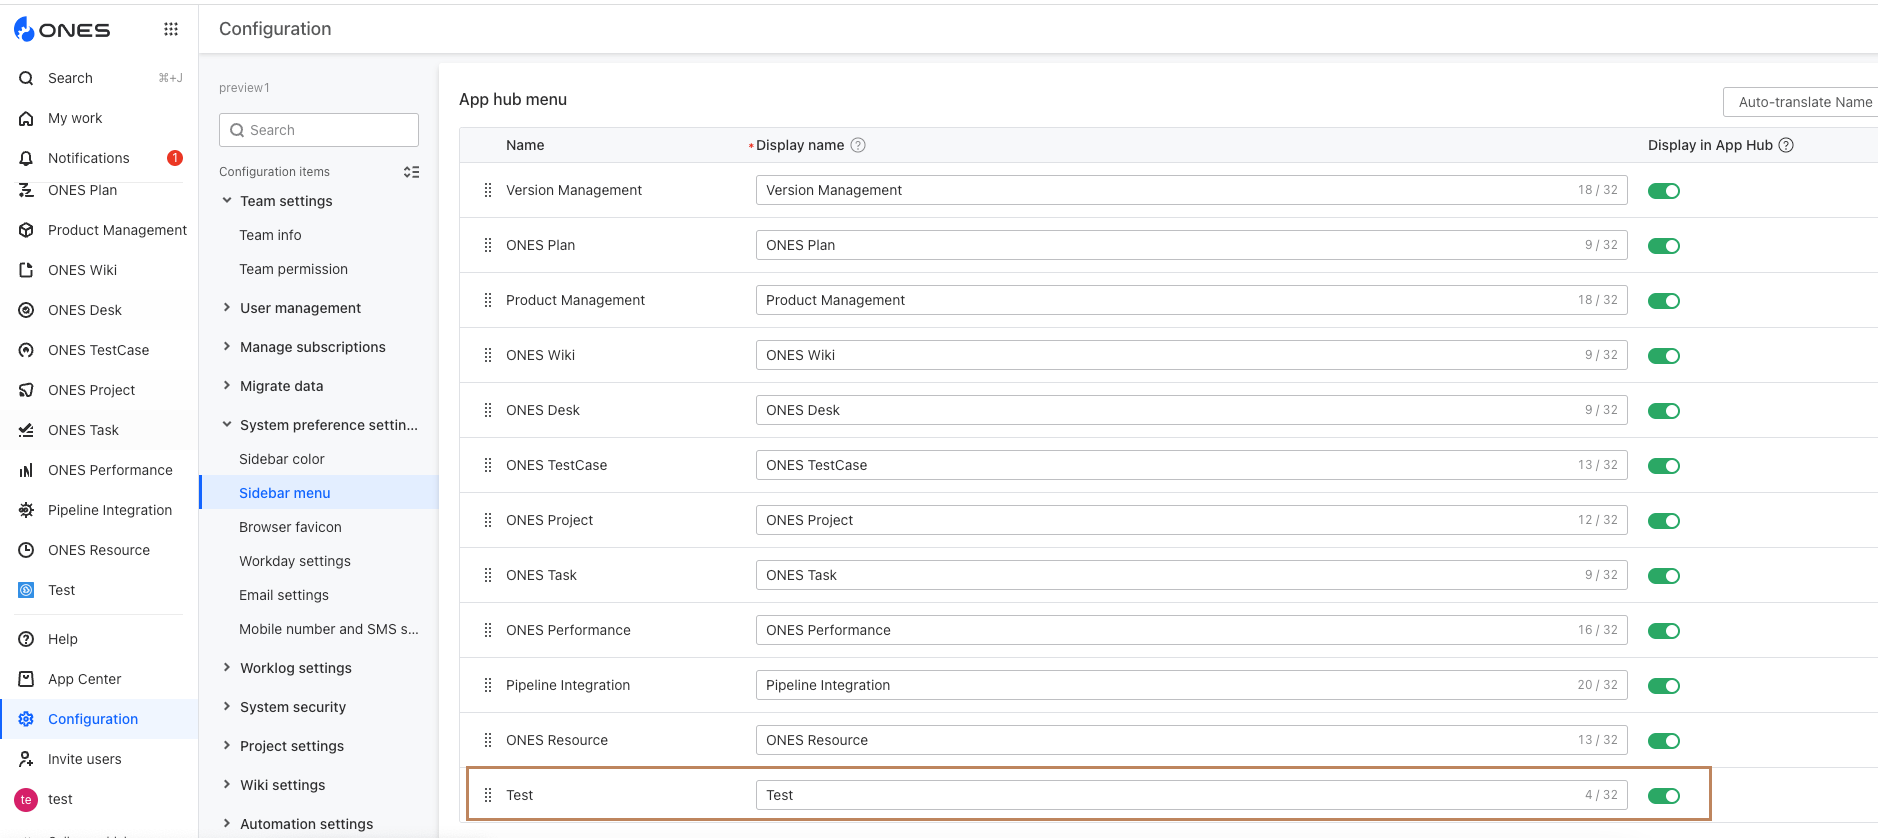 ONES
Search ⌘+J
My work
Notifications 1
ONES Plan
Product Management
ONES Wiki
ONES Desk
ONES TestCase
ONES Project
ONES Task
ONES Performance
Pipeline Integration
ONES Resource
Test
Help
App Center
Configuration
Invite users
te test
Configuration
preview1
Search
Configuration items
Team settings
Team info
Team permission
User management
Manage subscriptions
Migrate data
System preference settin...
Sidebar color
Sidebar menu
Browser favicon
Workday settings
Email settings
Mobile number and SMS s...
Worklog settings
System security
Project settings
Wiki settings
Automation settings
App hub menu
Auto-translate Name
Name * Display name ? Display in App Hub ?
Version Management Version Management 18 / 32
ONES Plan ONES Plan 9 / 32
Product Management Product Management 18 / 32
ONES Wiki ONES Wiki 9 / 32
ONES Desk ONES Desk 9 / 32
ONES TestCase ONES TestCase 13 / 32
ONES Project ONES Project 12 / 32
ONES Task ONES Task 9 / 32
ONES Performance ONES Performance 16 / 32
Pipeline Integration Pipeline Integration 20 / 32
ONES Resource ONES Resource 13 / 32
Test Test 4 / 32